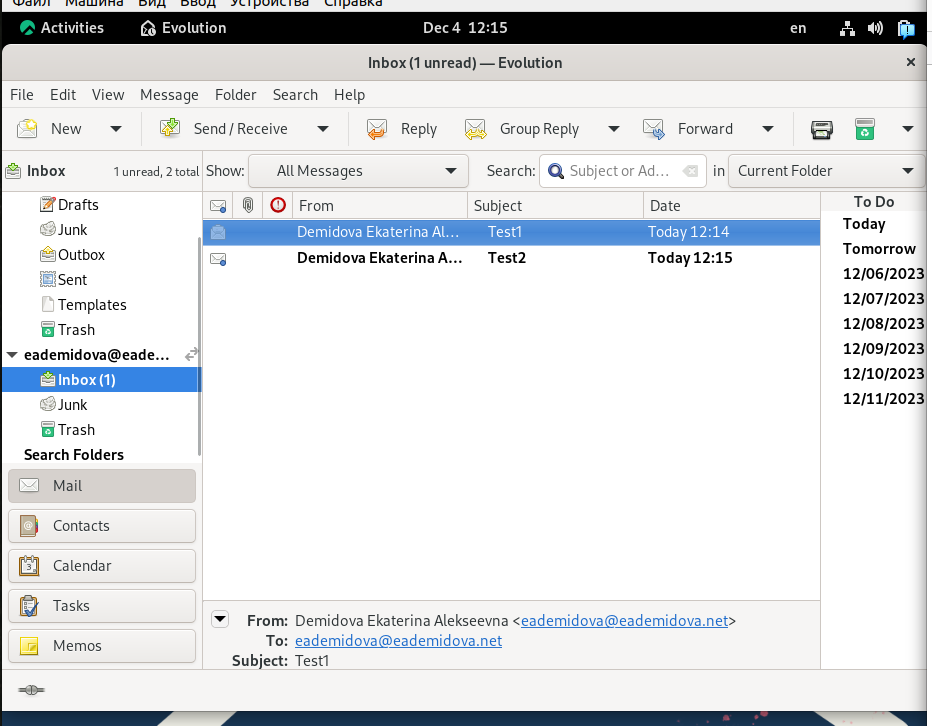 Файл Машина Вид Ввод Устройства Справка
Activities Evolution Dec 4 12:15 en
Inbox (1 unread) — Evolution ×
File Edit View Message Folder Search Help
New Send / Receive Reply Group Reply Forward
Inbox 1 unread, 2 total Show: All Messages Search: Subject or Ad... in Current Folder
From Subject Date To Do
Drafts
Junk
Outbox
Sent
Templates
Trash
eademidova@eade...
Inbox (1)
Junk
Trash
Search Folders
Mail
Contacts
3
Calendar
Tasks
Memos
Demidova Ekaterina Al... Test1 Today 12:14
Demidova Ekaterina A... Test2 Today 12:15
From: Demidova Ekaterina Alekseevna <eademidova@eademidova.net>
To: eademidova@eademidova.net
Subject: Test1
Today
Tomorrow
12/06/2023
12/07/2023
12/08/2023
12/09/2023
12/10/2023
12/11/2023